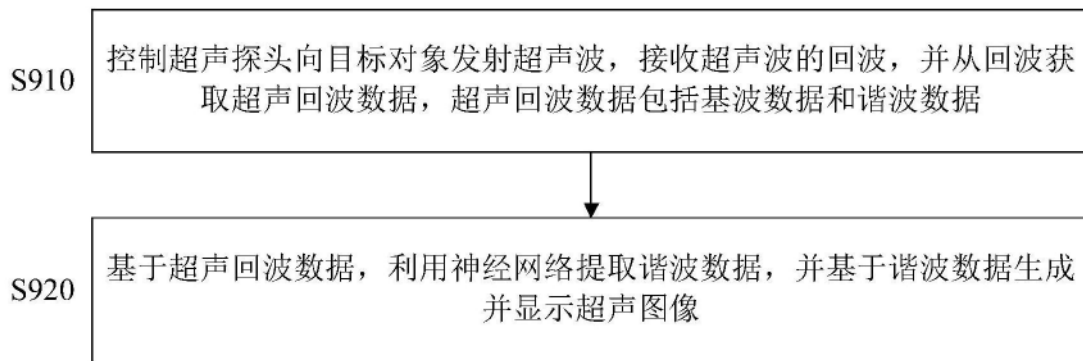 S910
控制超声探头向目标对象发射超声波，接收超声波的回波，并从回波获
取超声回波数据，超声回波数据包括基波数据和谐波数据
S920
基于超声回波数据，利用神经网络提取谐波数据，并基于谐波数据生成
并显示超声图像